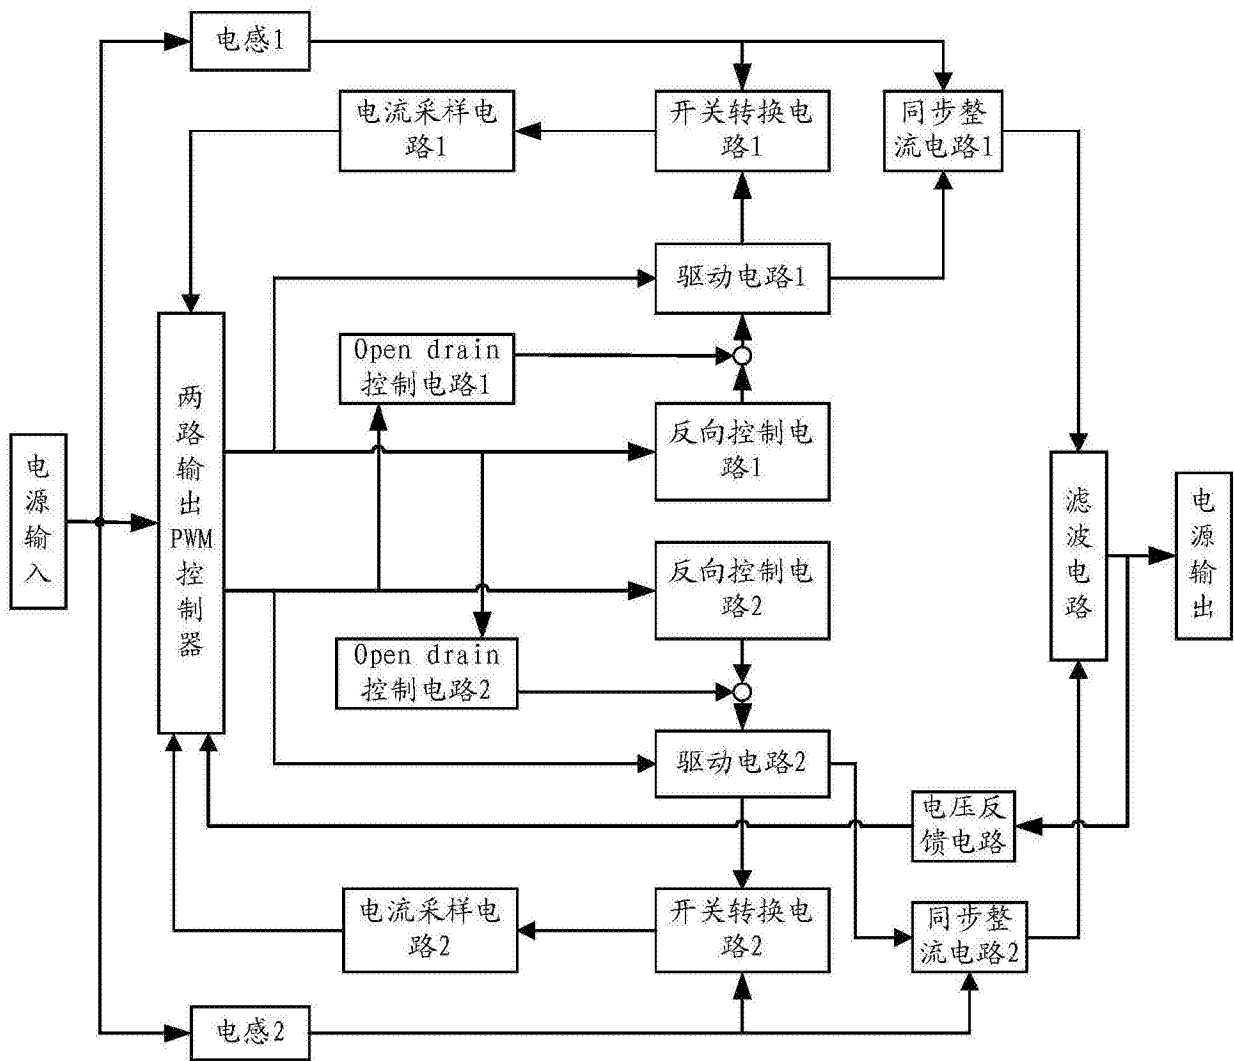 电感1
电流采样电
路1
开关转换电
路1
同步整
流电路1
驱动电路1
Open drain
控制电路1
反向控制电
路1
电
源
输
入
两
路
输
出
PWM
控
制
器
滤
波
电
路
电
源
输
出
反向控制电
路2
Open drain
控制电路2
驱动电路2
电压反
馈电路
电流采样电
路2
开关转换电
路2
同步整
流电路2
电感2